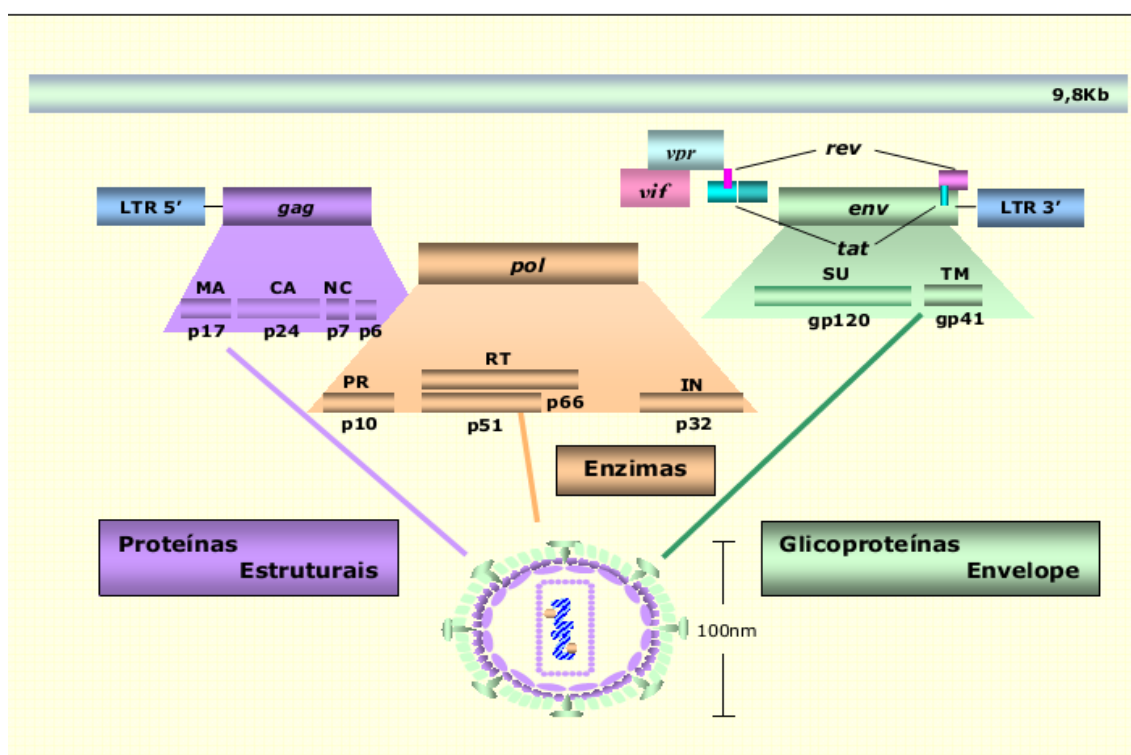 9,8Kb
vpr
rev
vif
LTR 5’
gag
env
LTR 3’
pol
tat
MA CA NC
SU TM
p17 p24 p7 p6
gp120 gp41
RT
PR IN
p66
p10 p51 p32
Enzimas
Proteínas
Estruturais
Glicoproteínas
Envelope
100nm